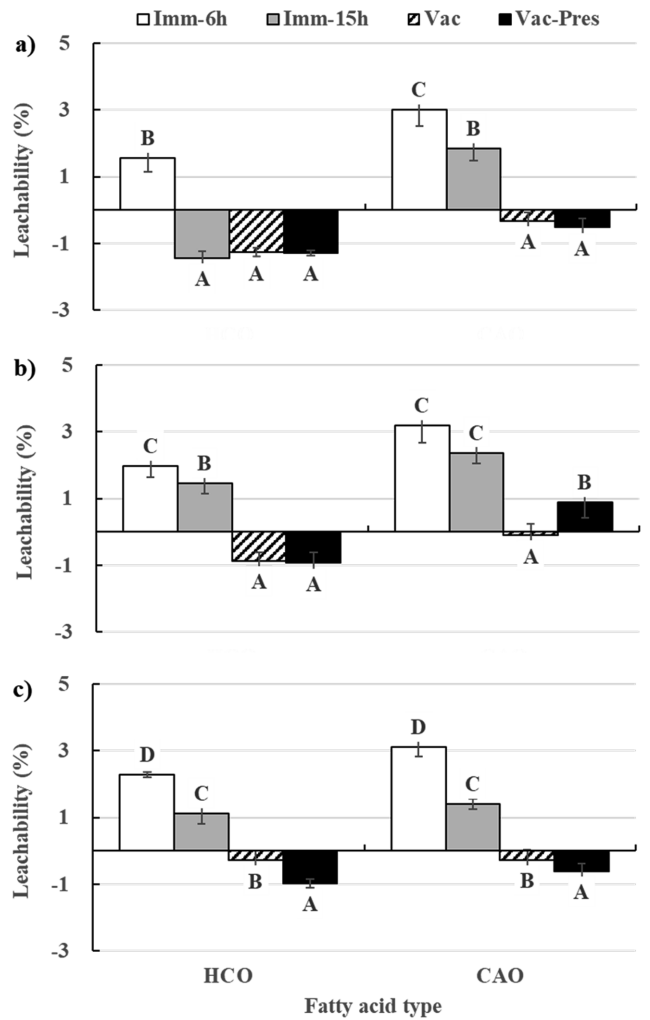 Imm-6h Imm-15h Vac Vac-Pres
a)
5
3
1
-1
-3
Leachability (%)
B
A
A
A
C
B
A
A
b)
5
3
1
-1
-3
Leachability (%)
C
B
A
A
C
C
A
B
c)
5
3
1
-1
-3
Leachability (%)
D
C
B
A
D
C
B
A
HCO CAO
Fatty acid type